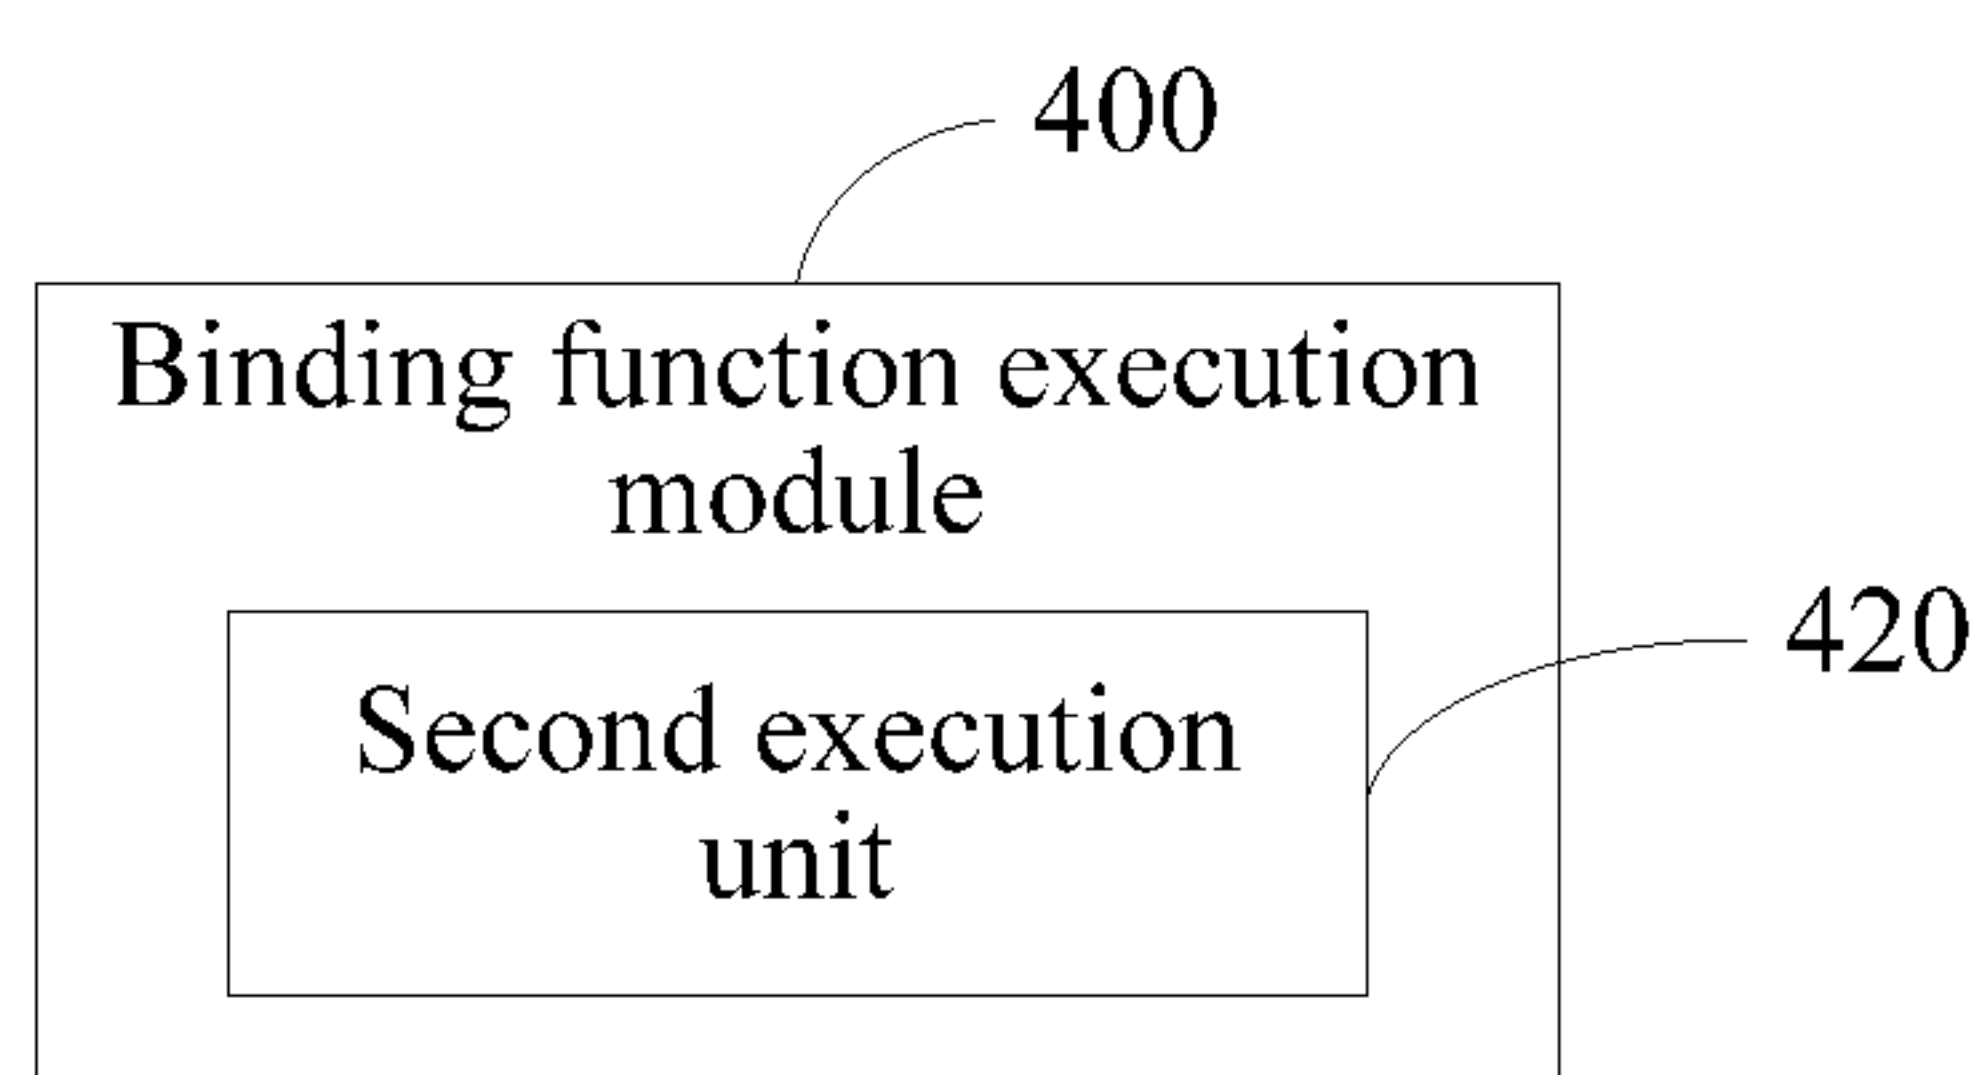 400
Binding function execution
module
420
Second execution
unit